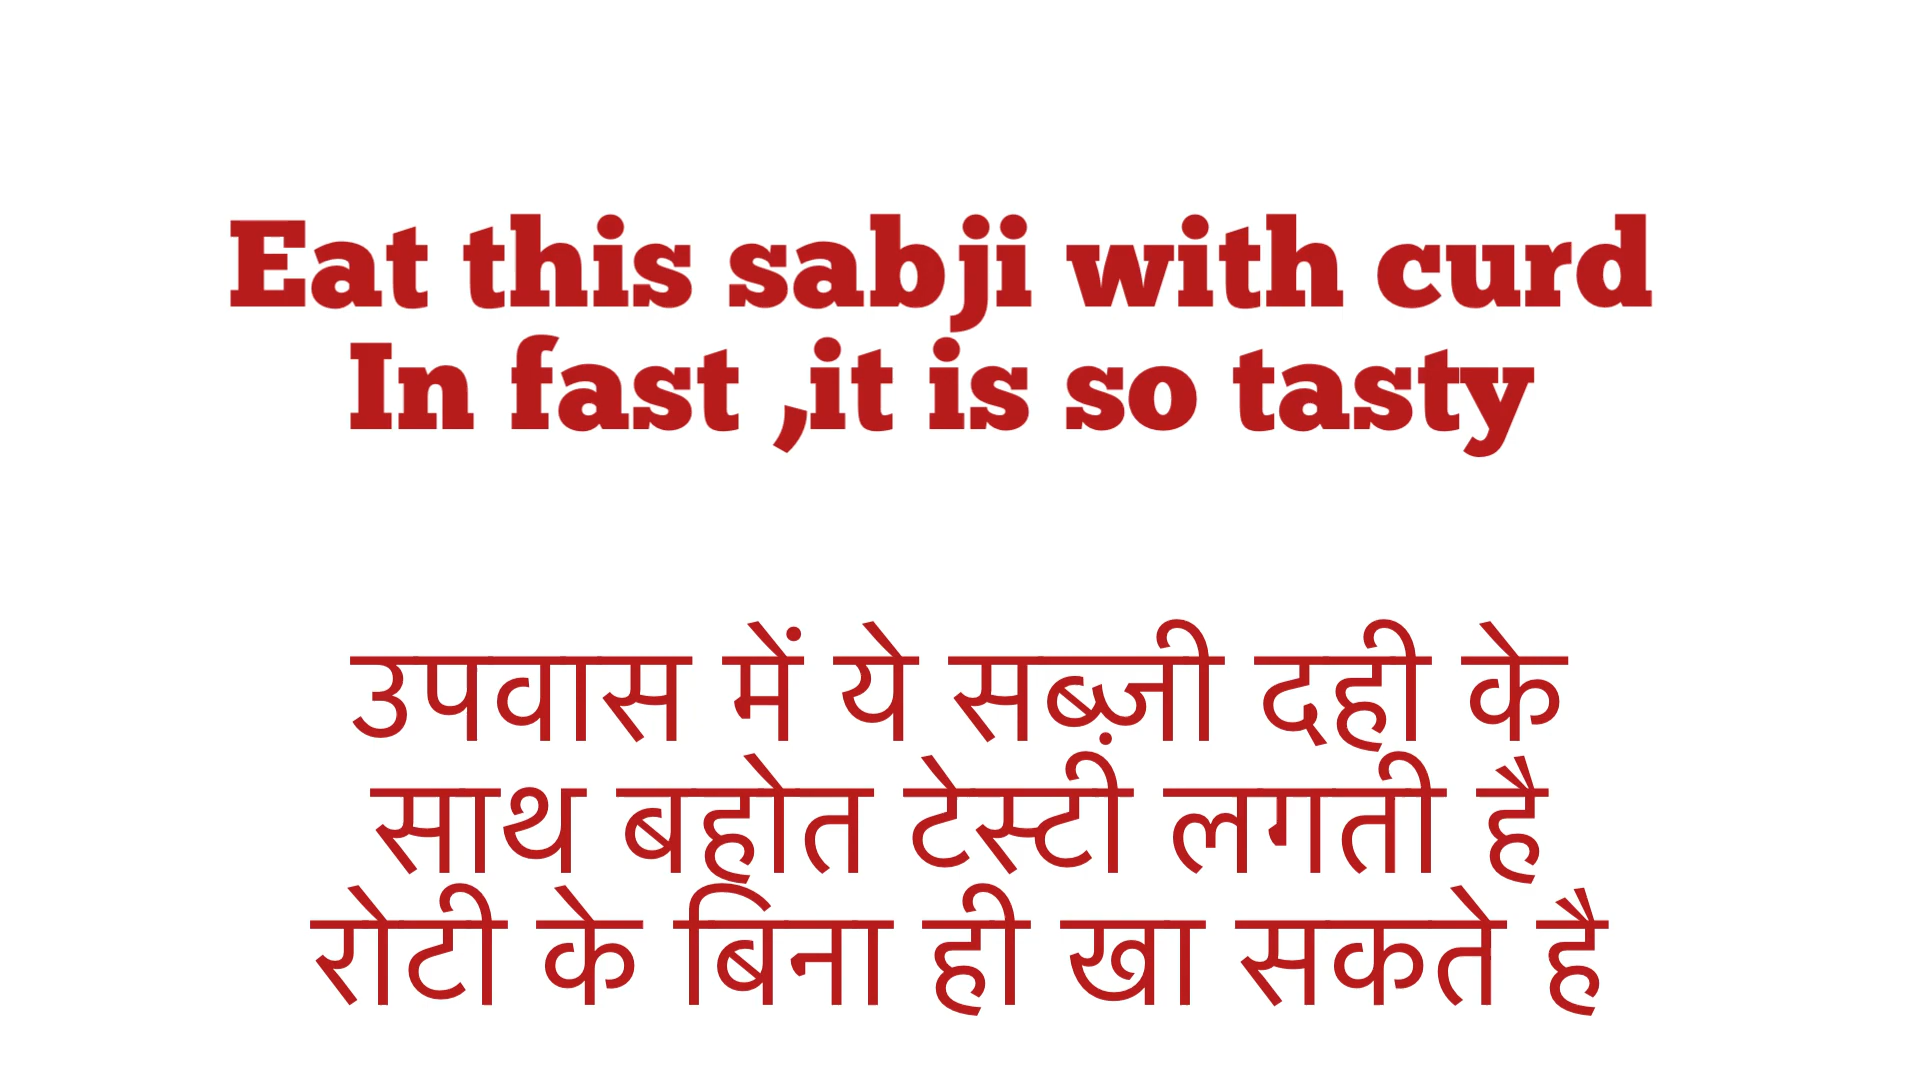 Eat this sabji with curd
In fast ,it is so tasty
उपवास में ये सब्ज़ी दही के
साथ बहोत टेस्टी लगती है
रोटी के बिना ही खा सकते है